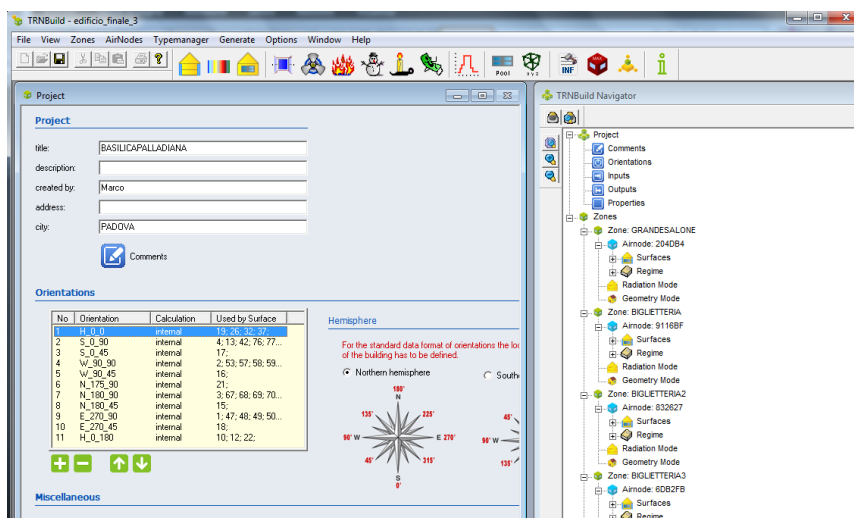 TRNBuild - edificio_finale_3
File View Zones AirNodes Typemanager Generate Options Window Help
Pool
x y z
INF
MAX
Project
Project
title: BASILICAPALLADIANA
description:
created by: Marco
address:
city: PADOVA
Comments
Orientations
No Orientation Calculation Used by Surface
1 H_0_0 internal 19; 26; 32; 37;
2 S_0_90 internal 4; 13; 42; 76; 77...
3 S_0_45 internal 17;
4 W_90_90 internal 2; 53; 57; 58; 59...
5 W_90_45 internal 16;
6 N_175_90 internal 21;
7 N_180_90 internal 3; 67; 68; 69; 70...
8 N_180_45 internal 15;
9 E_270_90 internal 1; 47; 48; 49; 50...
10 E_270_45 internal 18;
11 H_0_180 internal 10; 12; 22;
Hemisphere
For the standard data format of orientations the loc
of the building has to be defined.
Northern hemisphere
South
180°
N
135° 225°
90° W E 270°
45° 315°
S
0°
45°
90° W
135°
Miscellaneous
TRNBuild Navigator
Project
Comments
Orientations
Inputs
Outputs
Properties
Zones
Zone: GRANDESALONE
Airnode: 204DB4
Surfaces
Regime
Radiation Mode
Geometry Mode
Zone: BIGLIETTERIA
Airnode: 9116BF
Surfaces
Regime
Radiation Mode
Geometry Mode
Zone: BIGLIETTERIA2
Airnode: 832627
Surfaces
Regime
Radiation Mode
Geometry Mode
Zone: BIGLIETTERIA3
Airnode: 6DB2FB
Surfaces
Regime